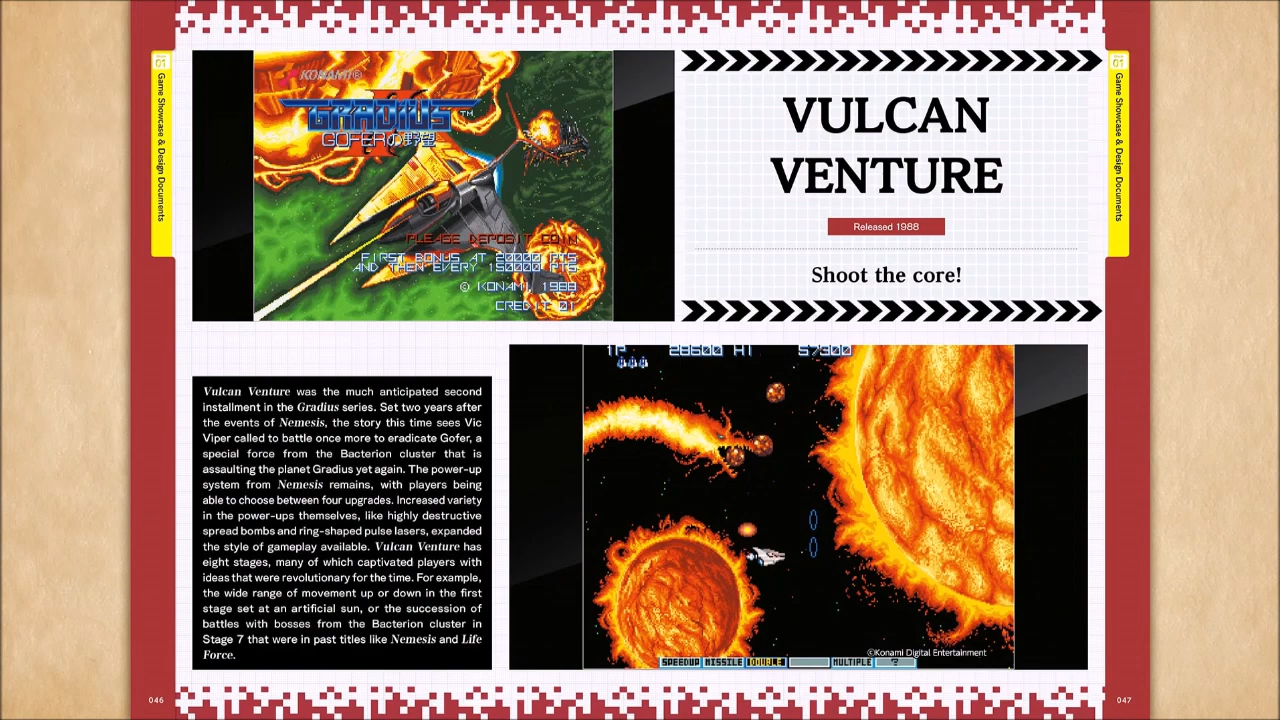 01
Game Showcase & Design Documents
KONAMI®
GRADIUS II ™
GOFERの野望
PLEASE DEPOSIT COIN
FIRST BONUS AT 20000 PTS
AND THEN EVERY 150000 PTS
© KONAMI 1988
CREDIT 01
VULCAN
VENTURE
Released 1988
Shoot the core!
01
Game Showcase & Design Documents
Vulcan Venture was the much anticipated second
installment in the Gradius series. Set two years after
the events of Nemesis, the story this time sees Vic
Viper called to battle once more to eradicate Gofer, a
special force from the Bacterion cluster that is
assaulting the planet Gradius yet again. The power-up
system from Nemesis remains, with players being
able to choose between four upgrades. Increased variety
in the power-ups themselves, like highly destructive
spread bombs and ring-shaped pulse lasers, expanded
the style of gameplay available. Vulcan Venture has
eight stages, many of which captivated players with
ideas that were revolutionary for the time. For example,
the wide range of movement up or down in the first
stage set at an artificial sun, or the succession of
battles with bosses from the Bacterion cluster in
Stage 7 that were in past titles like Nemesis and Life
Force.
1P 28600 HI 57300
©Konami Digital Entertainment
SPEEDUP MISSILE DOUBLE MULTIPLE ?
046
047